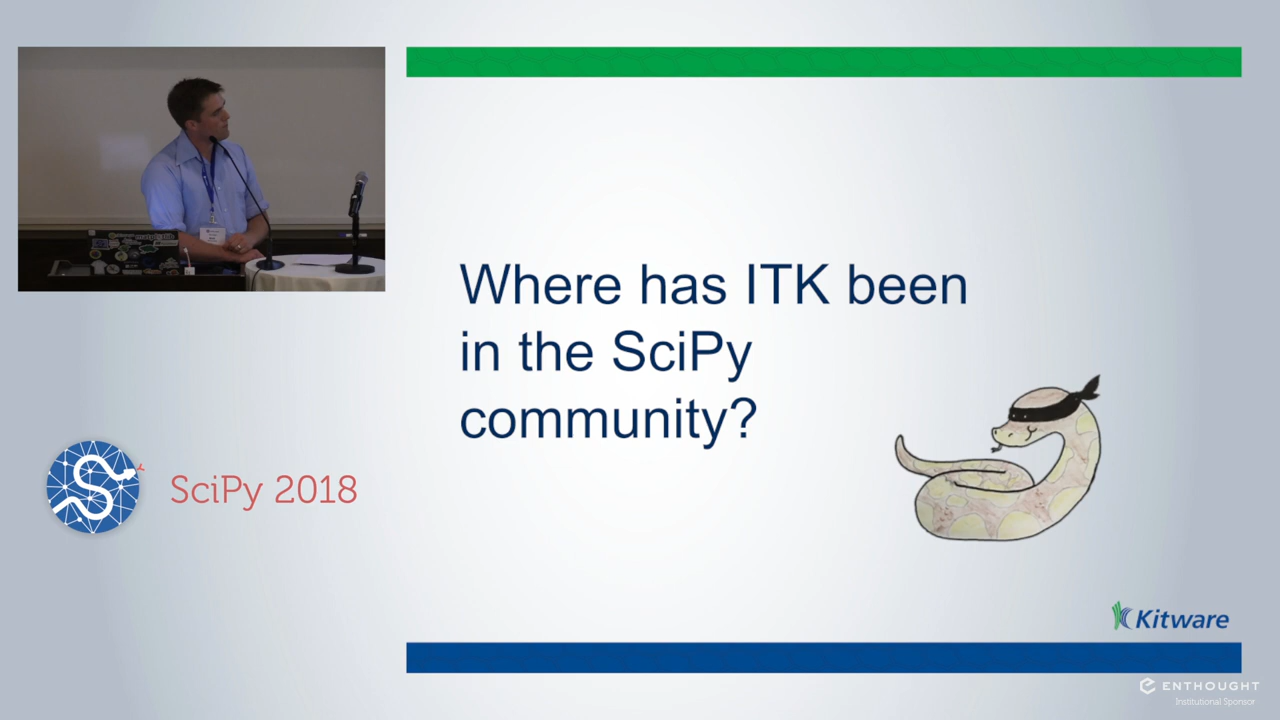 Where has ITK been
in the SciPy
community?
SciPy 2018
Kitware
ENTHOUGHT
Institutional Sponsor